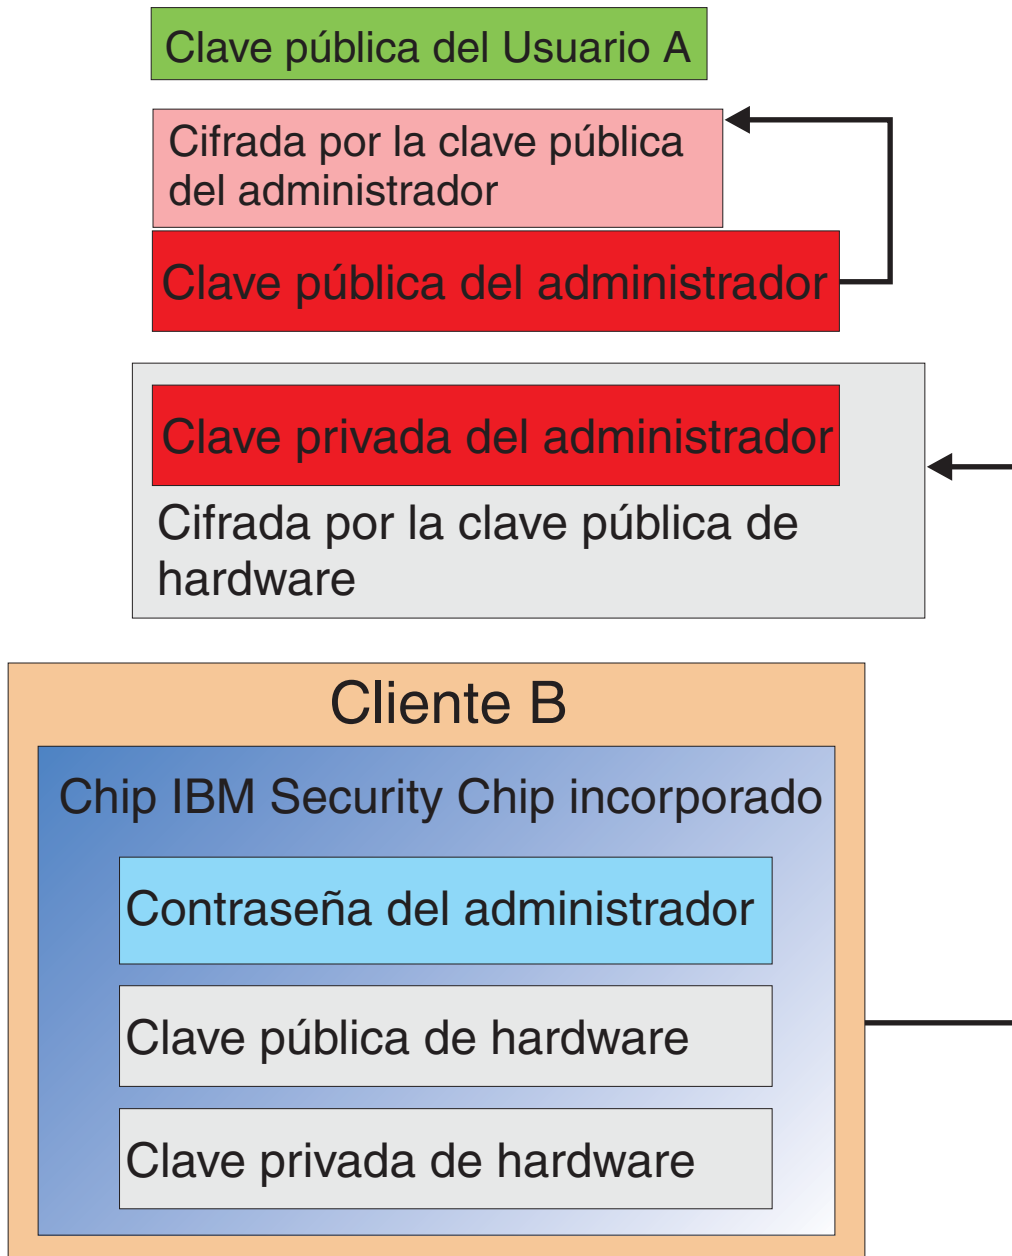 Clave pública del Usuario A
Cifrada por la clave pública
del administrador
Clave pública del administrador
Clave privada del administrador
Cifrada por la clave pública de
hardware
Cliente B
Chip IBM Security Chip incorporado
Contraseña del administrador
Clave pública de hardware
Clave privada de hardware